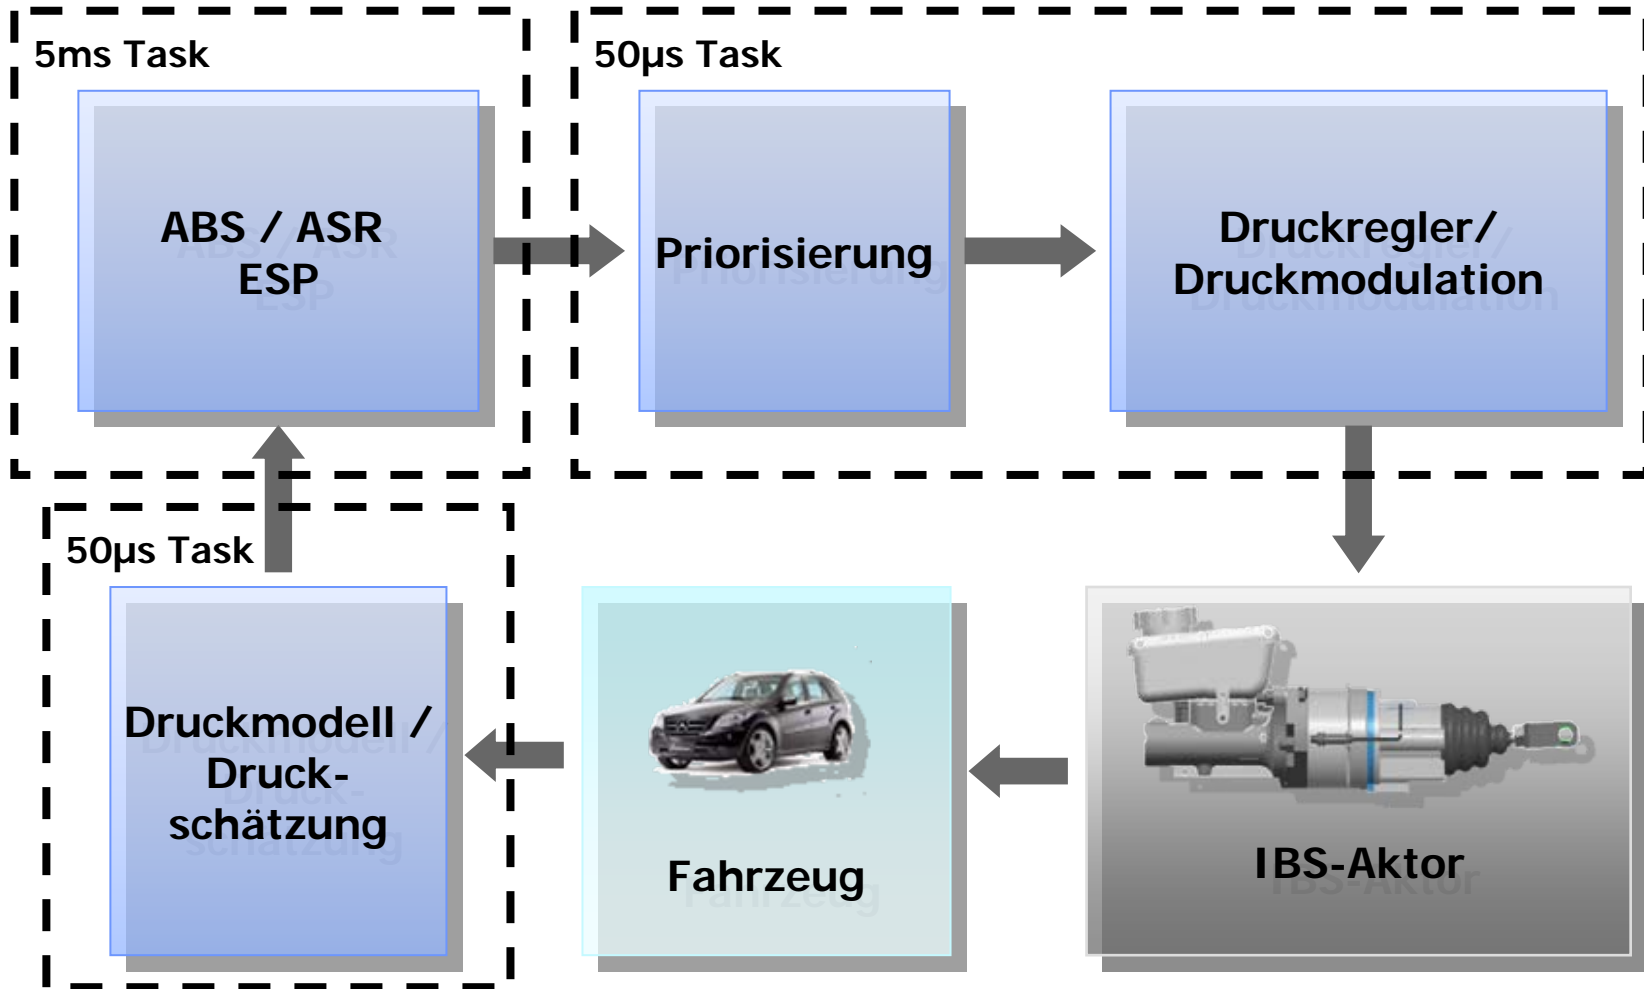 5ms Task
50µs Task
ABS / ASR
ESP
Priorisierung
Druckregler/
Druckmodulation
50µs Task
Druckmodell /
Druck-
schätzung
Fahrzeug
IBS-Aktor